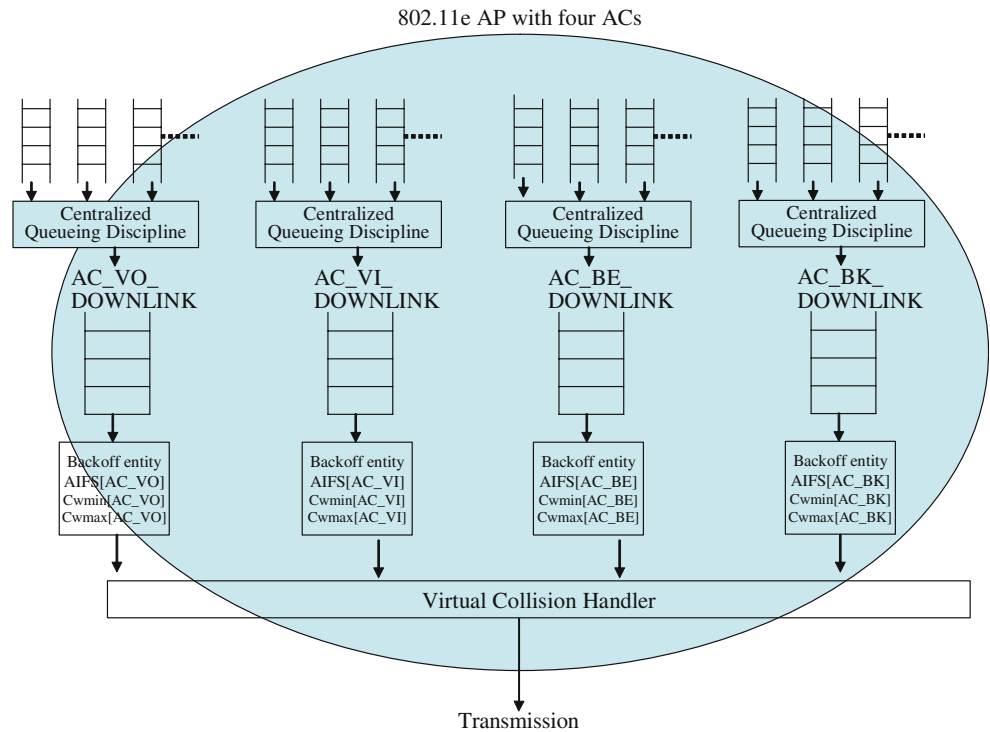 802.11e AP with four ACs
Centralized
Queueing Discipline
Centralized
Queueing Discipline
Centralized
Queueing Discipline
Centralized
Queueing Discipline
AC_VO_
DOWNLINK
AC_VI_
DOWNLINK
AC_BE_
DOWNLINK
AC_BK_
DOWNLINK
Backoff entity
AIFS[AC_VO]
Cwmin[AC_VO]
Cwmax[AC_VO]
Backoff entity
AIFS[AC_VI]
Cwmin[AC_VI]
Cwmax[AC_VI]
Backoff entity
AIFS[AC_BE]
Cwmin[AC_BE]
Cwmax[AC_BE]
Backoff entity
AIFS[AC_BK]
Cwmin[AC_BK]
Cwmax[AC_BK]
Virtual Collision Handler
Transmission